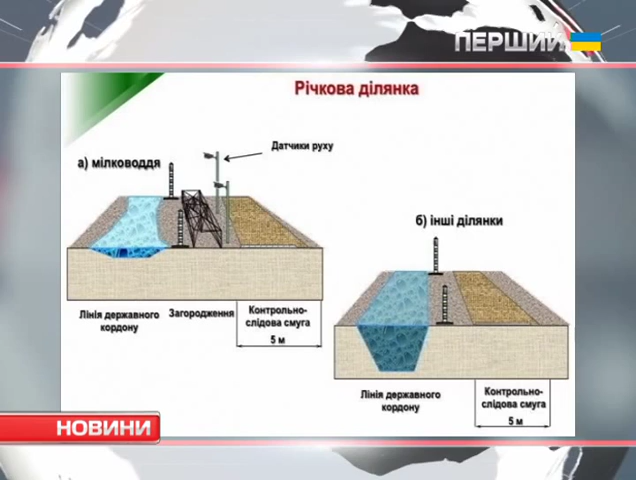 ПЕРШИЙ
Річкова ділянка
Датчики руху
а) мілководдя
б) інші ділянки
Лінія державного
кордону
Загородження
Контрольно-
слідова смуга
5 м
Лінія державного
кордону
Контрольно-
слідова смуга
5 м
НОВИНИ